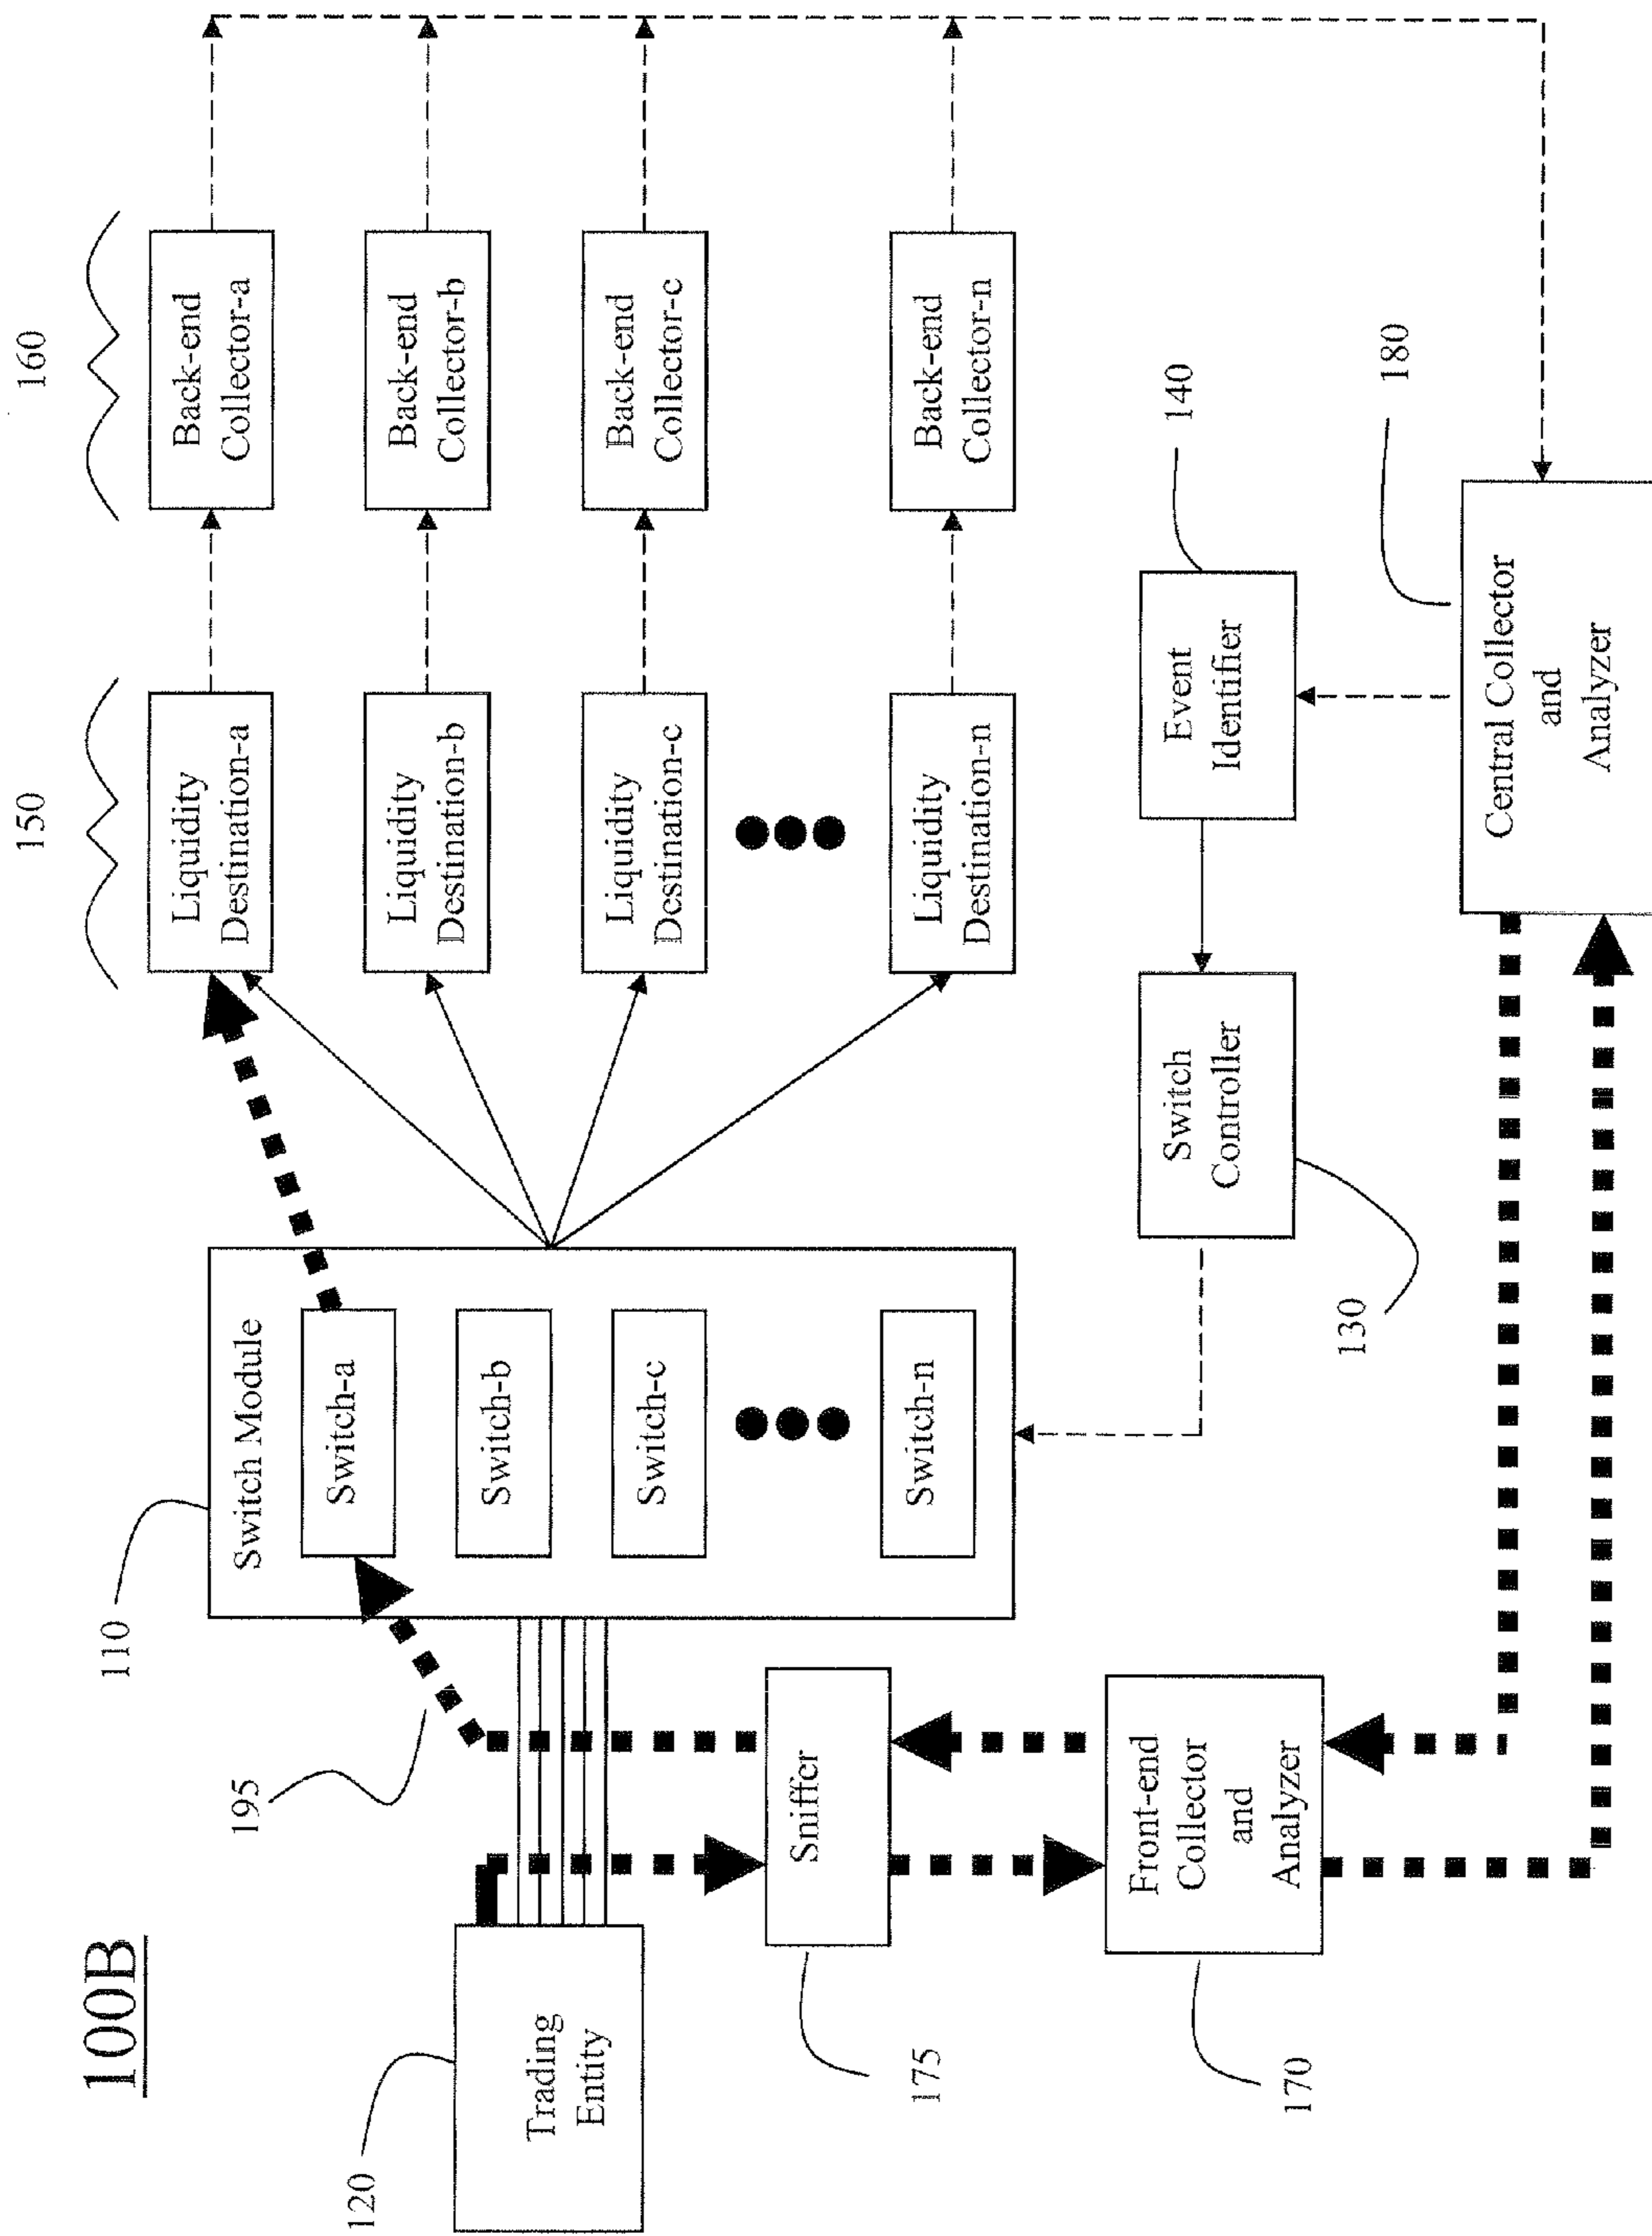 100B
120
Trading
Entity
195
175
Sniffer
170
Front-end
Collector
and
Analyzer
110
Switch Module
Switch-a
Switch-b
Switch-c
Switch-n
130
Switch
Controller
140
Event
Identifier
150
Liquidity
Destination-a
Liquidity
Destination-b
Liquidity
Destination-c
Liquidity
Destination-n
160
Back-end
Collector-a
Back-end
Collector-b
Back-end
Collector-c
Back-end
Collector-n
180
Central Collector
and
Analyzer